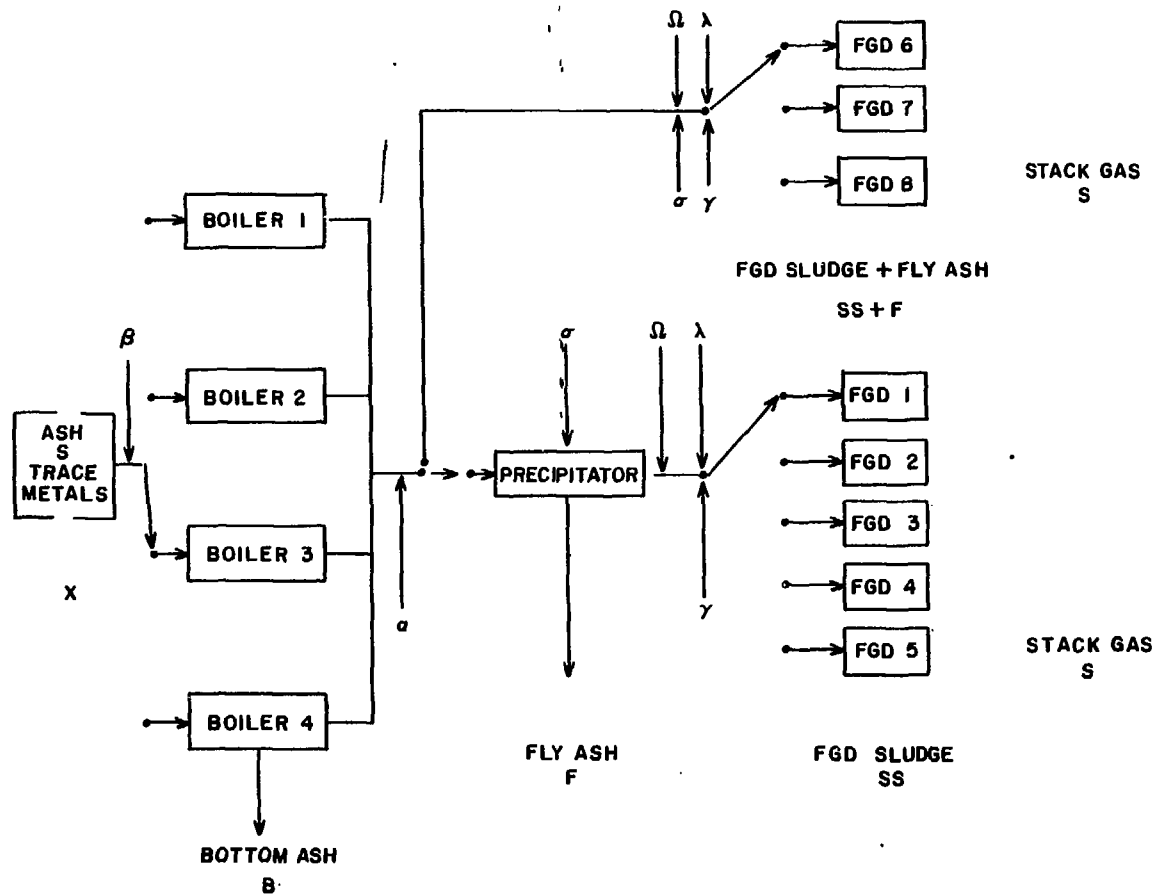 Ω λ
FGD 6
FGD 7
FGD 8
σ γ
STACK GAS
S
FGD SLUDGE + FLY ASH
SS + F
BOILER 1
β
BOILER 2
ASH
S
TRACE
METALS
X
BOILER 3
α
BOILER 4
BOTTOM ASH
B
σ
Ω λ
PRECIPITATOR
γ
FLY ASH
F
FGD 1
FGD 2
FGD 3
FGD 4
FGD 5
STACK GAS
S
FGD SLUDGE
SS